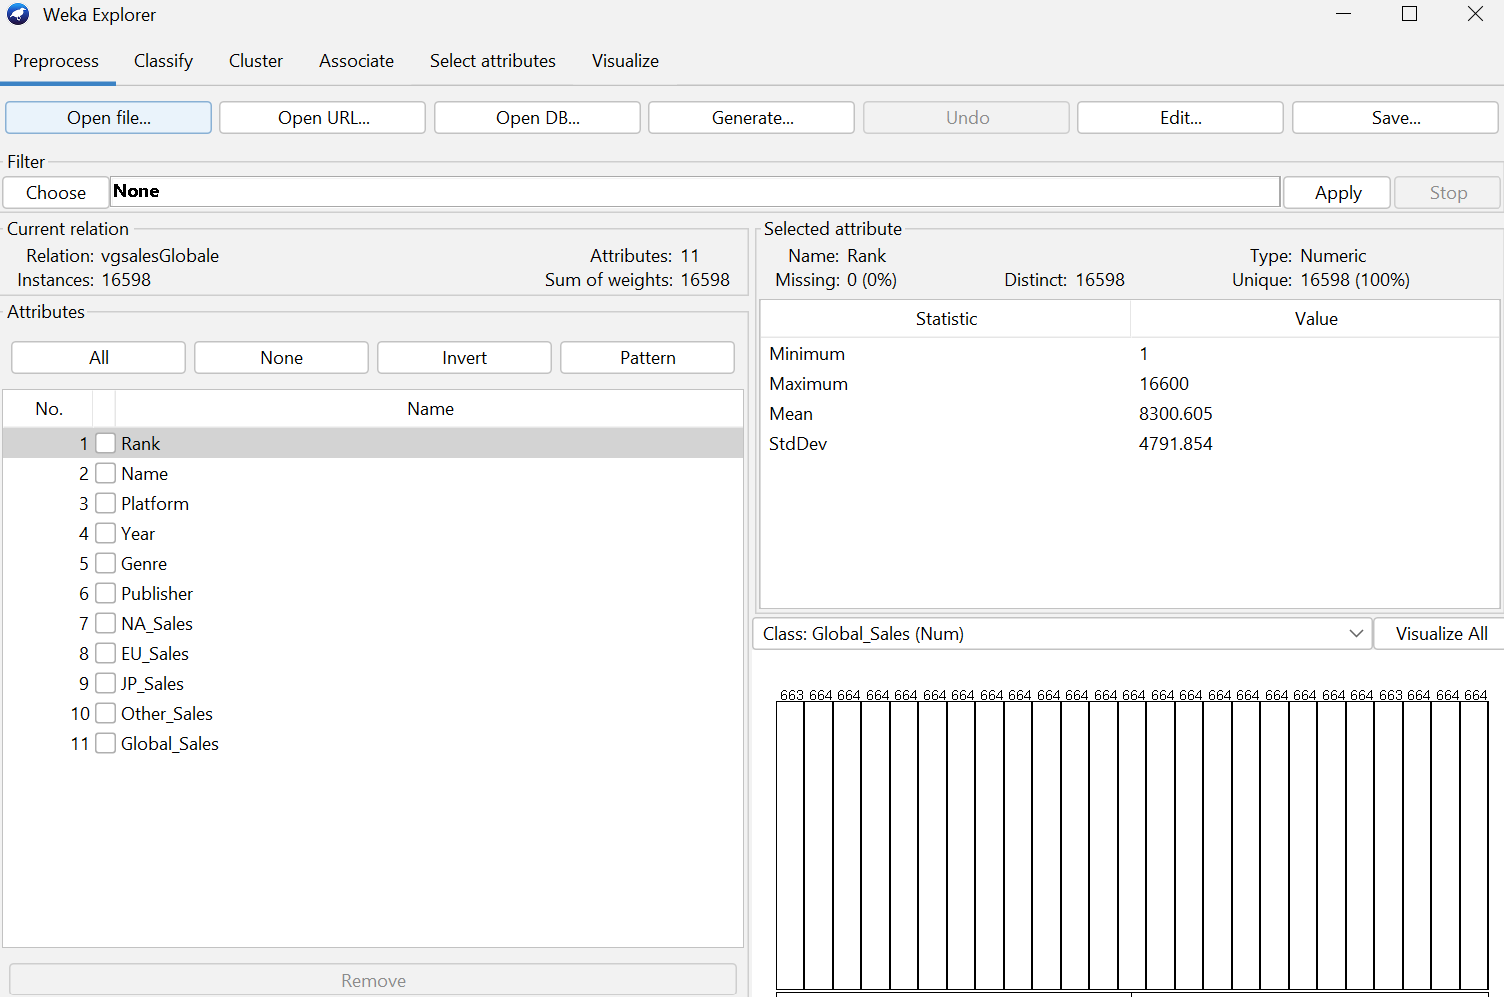 Weka Explorer
Preprocess Classify Cluster Associate Select attributes Visualize
Open file... Open URL... Open DB... Generate... Undo Edit... Save...
Filter
Choose None Apply Stop
Current relation
Relation: vgsalesGlobale Attributes: 11
Instances: 16598 Sum of weights: 16598
Attributes
All None Invert Pattern
No. Name
1 Rank
2 Name
3 Platform
4 Year
5 Genre
6 Publisher
7 NA_Sales
8 EU_Sales
9 JP_Sales
10 Other_Sales
11 Global_Sales
Remove
Selected attribute
Name: Rank Type: Numeric
Missing: 0 (0%) Distinct: 16598 Unique: 16598 (100%)
Statistic Value
Minimum 1
Maximum 16600
Mean 8300.605
StdDev 4791.854
Class: Global_Sales (Num) Visualize All
663 664 664 664 664 664 664 664 664 664 664 664 664 664 664 664 664 664 664 664 664 663 664 664 664